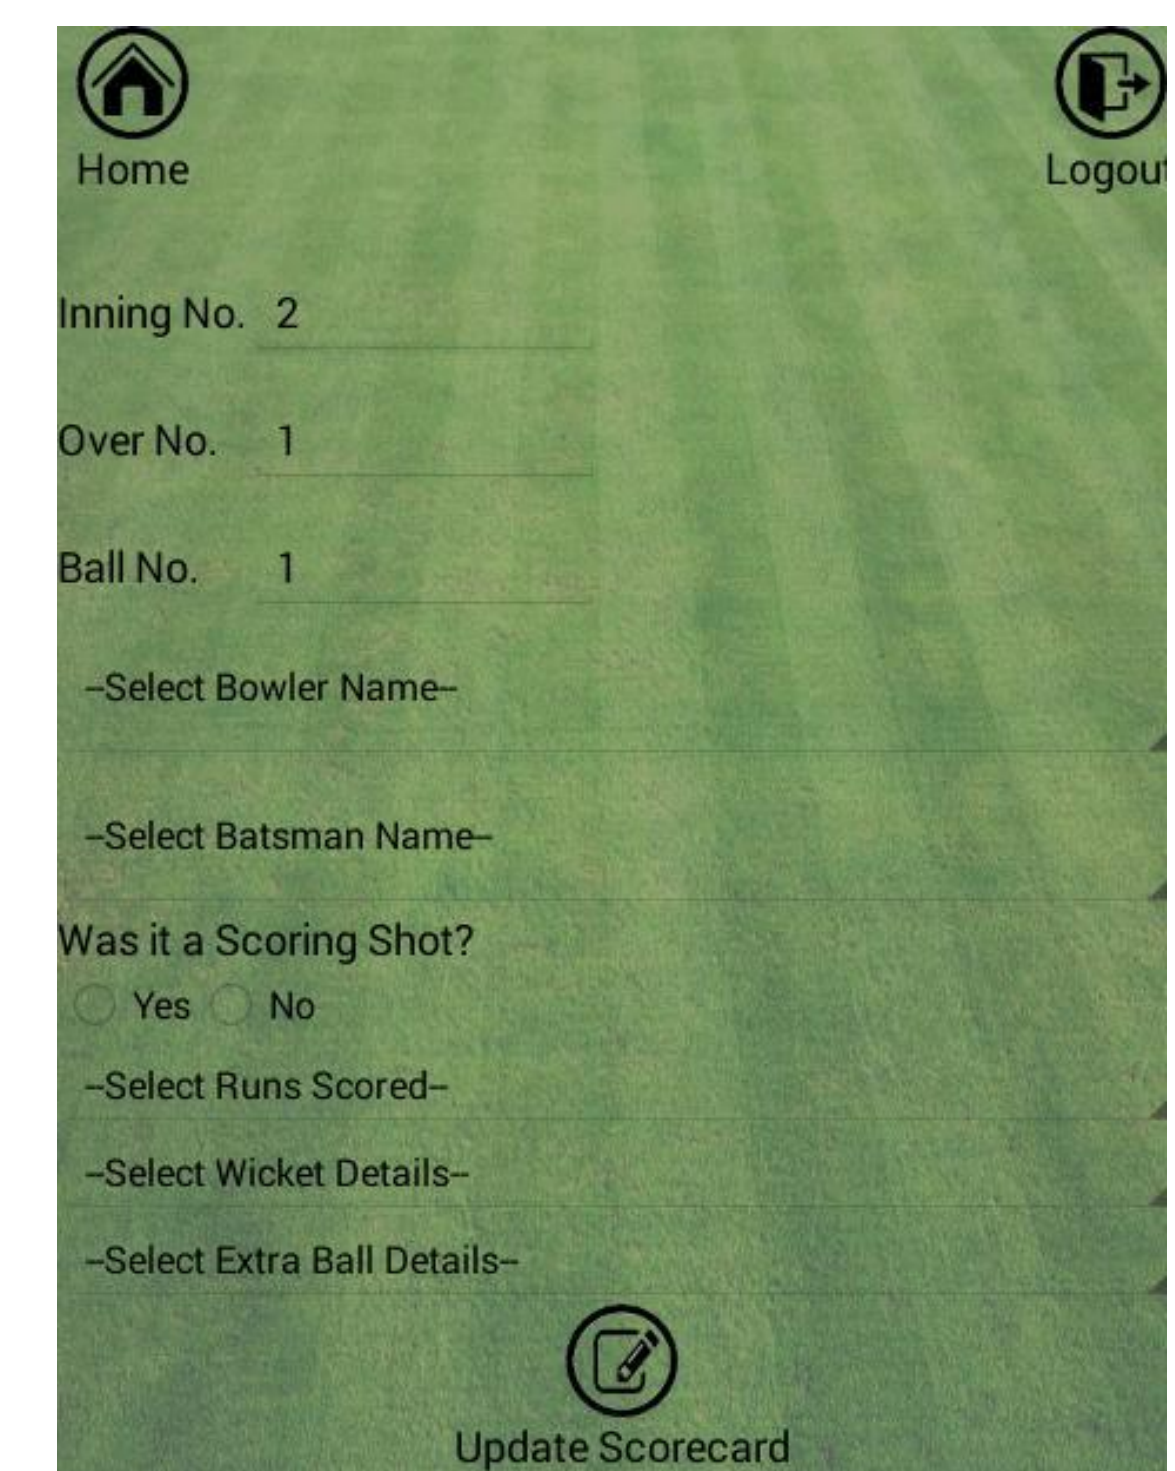 Home
Logout
Inning No. 2
Over No. 1
Ball No. 1
--Select Bowler Name--
--Select Batsman Name--
Was it a Scoring Shot?
Yes No
--Select Runs Scored--
--Select Wicket Details--
--Select Extra Ball Details--
Update Scorecard